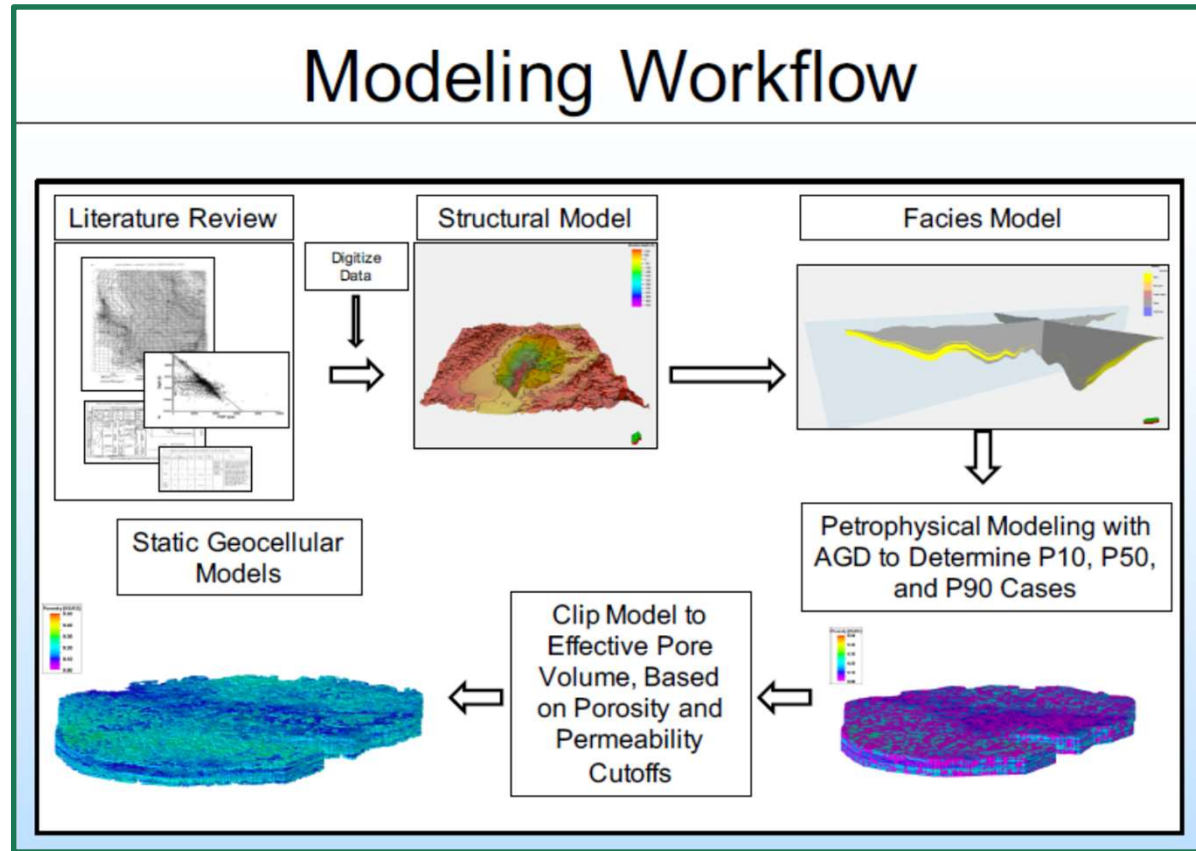 Modeling Workflow
Literature Review
Digitize
Data
Structural Model
Facies Model
Petrophysical Modeling with
AGD to Determine P10, P50,
and P90 Cases
Clip Model to
Effective Pore
Volume, Based
on Porosity and
Permeability
Cutoffs
Static Geocellular
Models